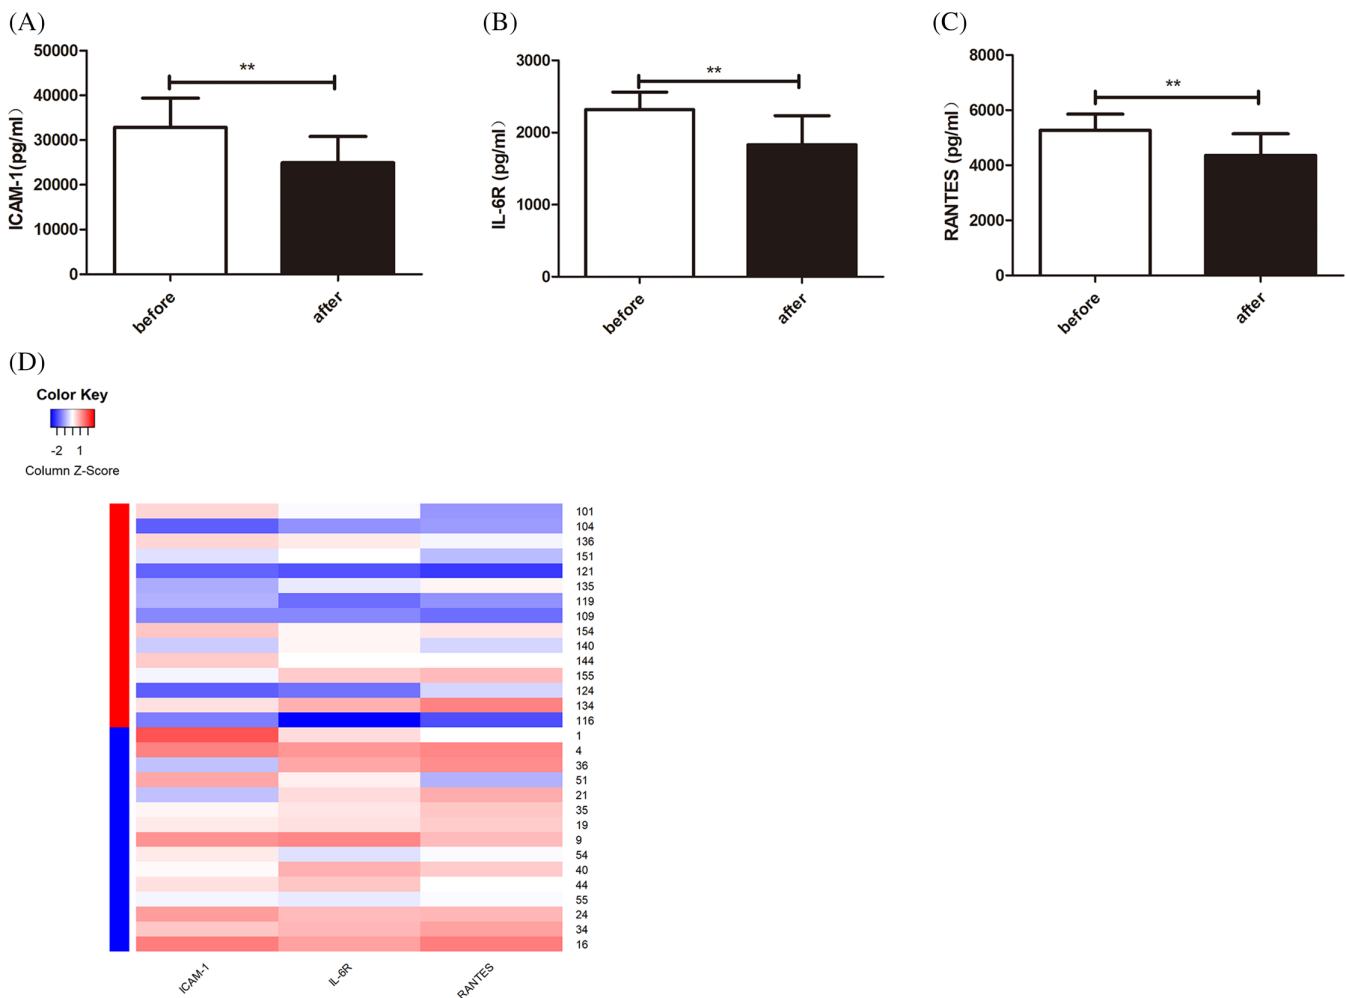 (A)
ICAM-1(pg/ml)
50000
40000
30000
20000
10000
0
**
before
after
(B)
IL-6R (pg/ml)
3000
2000
1000
0
**
before
after
(C)
RANTES (pg/ml)
8000
6000
4000
2000
0
**
before
after
(D)
Color Key
-2 1
Column Z-Score
101
104
136
151
121
135
119
109
154
140
144
155
124
134
116
1
4
36
51
21
35
19
9
54
40
44
55
24
34
16
ICAM-1
IL-6R
RANTES